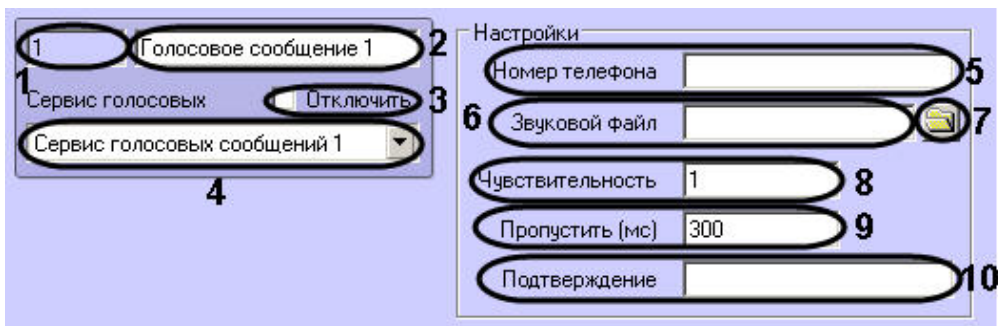 1 Голосовое сообщение 1 2
1
Сервис голосовых Отключить 3
Сервис голосовых сообщений 1
4
Настройки
Номер телефона 5
6 Звуковой файл 7
Чувствительность 1 8
Пропустить (мс) 300 9
Подтверждение 10